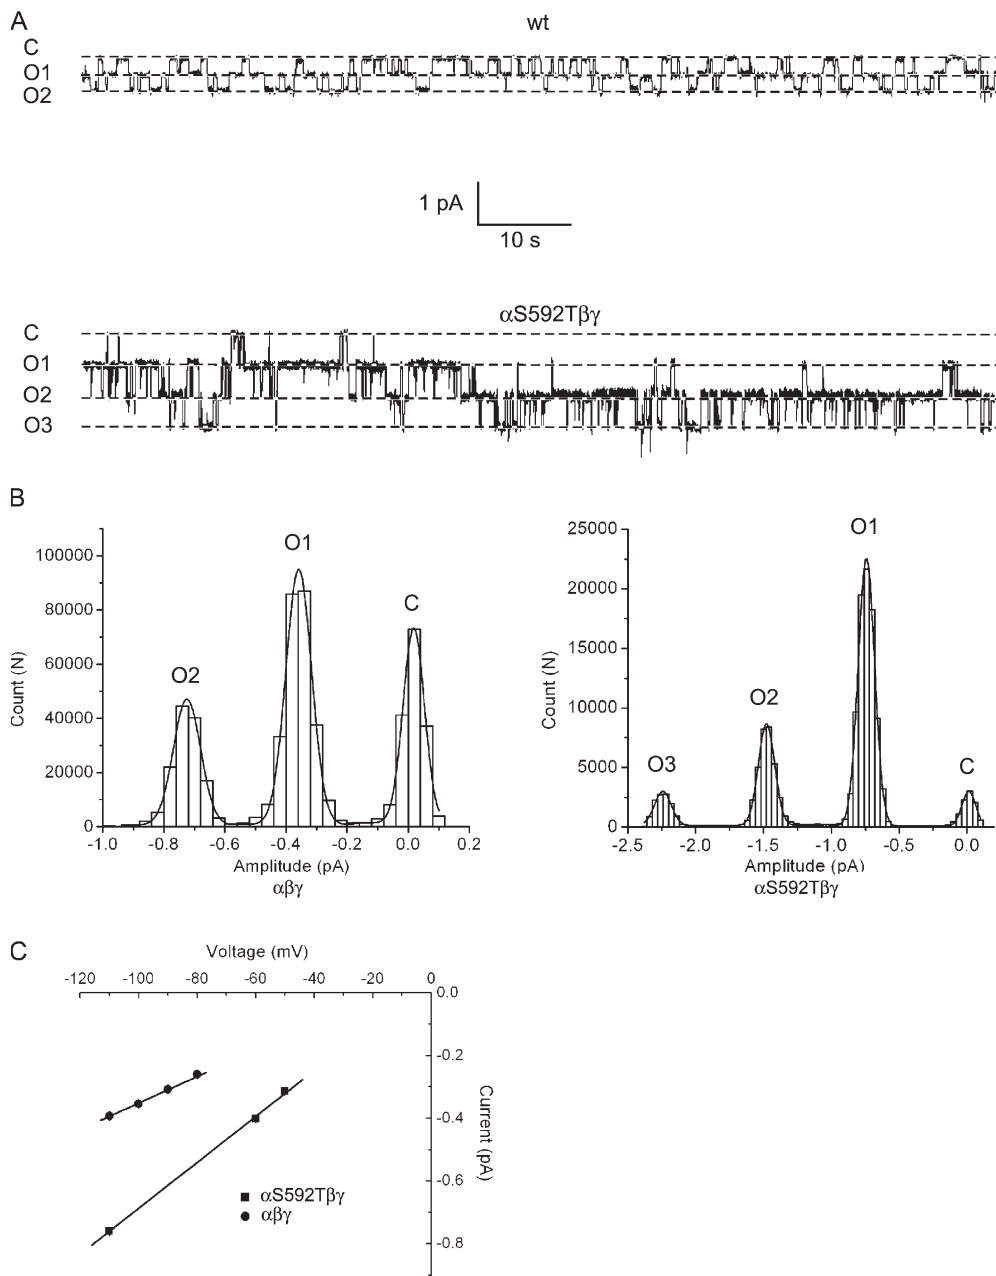 A
wt
C
O1
O2
1 pA
10 s
αS592Tβγ
C
O1
O2
O3
B
Count (N)
100000
80000
60000
40000
20000
0
O2
O1
C
-1.0 -0.8 -0.6 -0.4 -0.2 0.0 0.2
Amplitude (pA)
αβγ
Count (N)
25000
20000
15000
10000
5000
0
O3
O2
O1
C
-2.5 -2.0 -1.5 -1.0 -0.5 0.0
Amplitude (pA)
αS592Tβγ
C
Voltage (mV)
-120 -100 -80 -60 -40 -20 0
0.0
-0.2
-0.4
-0.6
-0.8
Current (pA)
αS592Tβγ
αβγ